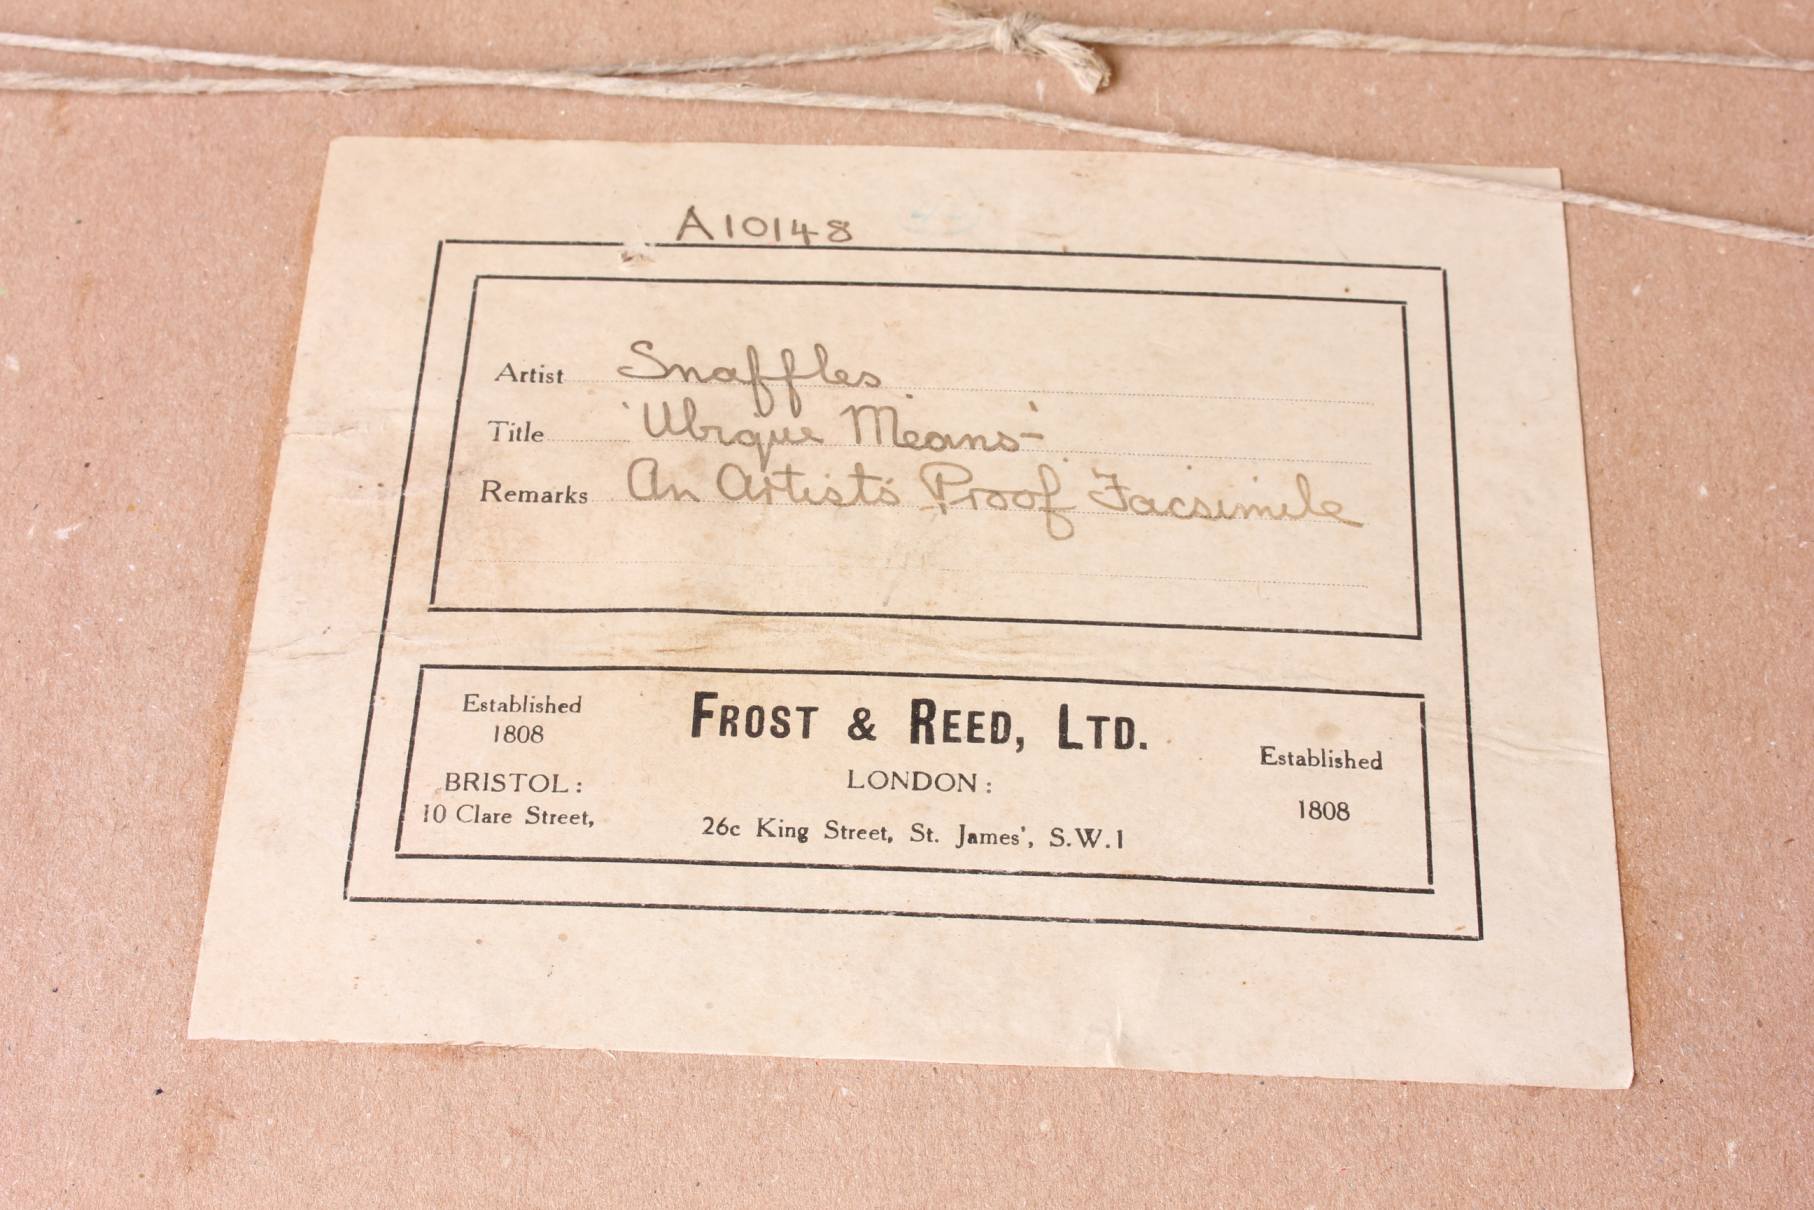 A10148
Artist Snaffles
Title 'Ubique Means-'
Remarks An Artist's Proof Facsimile
Established
1808
FROST & REED, LTD.
Established
1808
BRISTOL:
10 Clare Street,
LONDON:
26c King Street, St. James', S.W.1